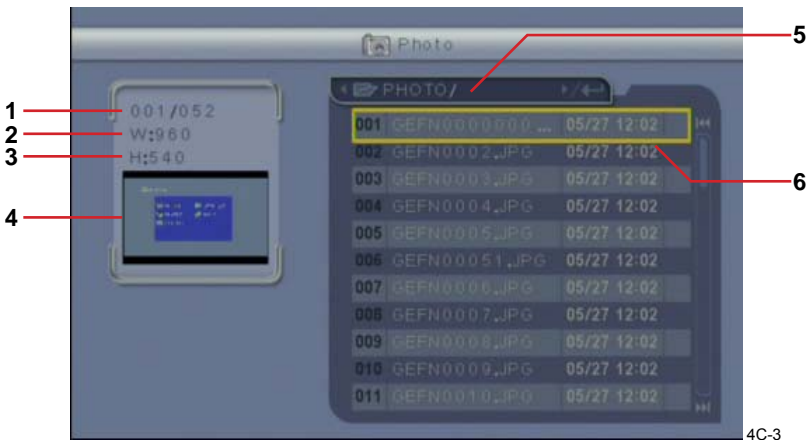 Photo
5
1
2
3
4
001/052
W:960
H:540
PHOTO/
001 GEFN0000000... 05/27 12:02
002 GEFN0002.JPG 05/27 12:02
003 GEFN0003.JPG 05/27 12:02
004 GEFN0004.JPG 05/27 12:02
005 GEFN0005.JPG 05/27 12:02
006 GEFN00051.JPG 05/27 12:02
007 GEFN0006.JPG 05/27 12:02
008 GEFN0007.JPG 05/27 12:02
009 GEFN0008.JPG 05/27 12:02
010 GEFN0009.JPG 05/27 12:02
011 GEFN0010.JPG 05/27 12:02
6
4C-3